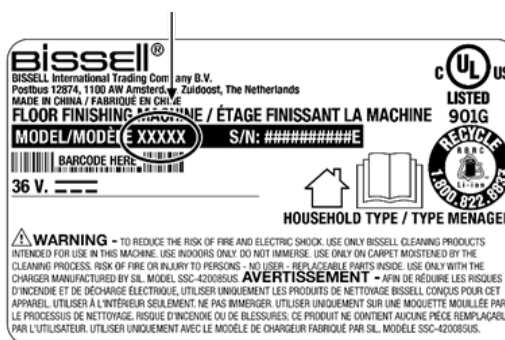 BISSELL®
BISSELL International Trading Company B.V.
Postbus 12874, 1100 AW Amsterdam Zuidoost, The Netherlands
MADE IN CHINA / FABRIQUÉ EN CHINE
FLOOR FINISHING MACHINE / ÉTAGE FINISSANT LA MACHINE
MODEL/MODÈLE XXXXX S/N: ##########E
BARCODE HERE
36 V.
C UL US
LISTED
901G
RECYCLE
RBRC
Li-ion
1.800.822.8837
HOUSEHOLD TYPE / TYPE MENAGER
WARNING - TO REDUCE THE RISK OF FIRE AND ELECTRIC SHOCK. USE ONLY BISSELL CLEANING PRODUCTS
INTENDED FOR USE IN THIS MACHINE. USE INDOORS ONLY. DO NOT IMMERSE. USE ONLY ON CARPET MOISTENED BY THE
CLEANING PROCESS. RISK OF FIRE OR INJURY TO PERSONS - NO USER - REPLACEABLE PARTS INSIDE. USE ONLY WITH THE
CHARGER MANUFACTURED BY SIL. MODEL SSC-420085US. AVERTISSEMENT - AFIN DE RÉDUIRE LES RISQUES
D'INCENDIE ET DE DÉCHARGE ÉLECTRIQUE, UTILISER UNIQUEMENT LES PRODUITS DE NETTOYAGE BISSELL CONÇUS POUR CET
APPAREIL. UTILISER À L'INTÉRIEUR SEULEMENT. NE PAS IMMERGER. UTILISER UNIQUEMENT SUR UNE MOQUETTE MOUILLÉE PAR
LE PROCESSUS DE NETTOYAGE. RISQUE D'INCENDIE OU DE BLESSURES; CE PRODUIT NE CONTIENT AUCUNE PIÈCE REMPLAÇABLE
PAR L'UTILISATEUR. UTILISER UNIQUEMENT AVEC LE MODÈLE DE CHARGEUR FABRIQUÉ PAR SIL. MODÈLE SSC-420085US.